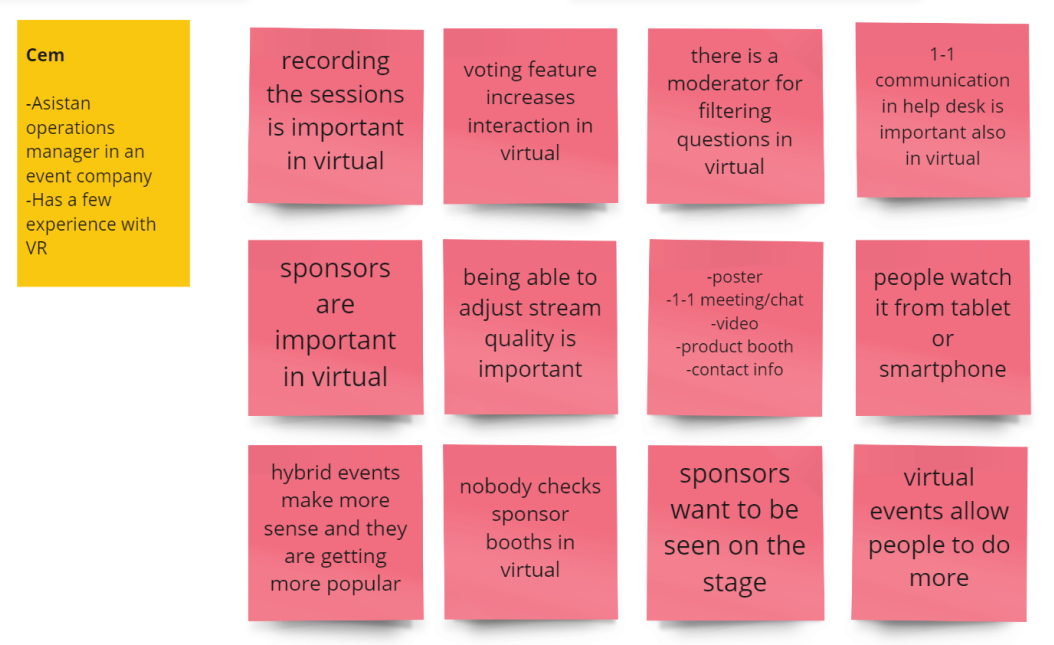 Cem
-Asistan
operations
manager in an
event company
-Has a few
experience with
VR
recording
the sessions
is important
in virtual
voting feature
increases
interaction in
virtual
there is a
moderator for
filtering
questions in
virtual
1-1
communication
in help desk is
important also
in virtual
sponsors
are
important
in virtual
being able to
adjust stream
quality is
important
-poster
-1-1 meeting/chat
-video
-product booth
-contact info
people watch
it from tablet
or
smartphone
hybrid events
make more
sense and they
are getting
more popular
nobody checks
sponsor
booths in
virtual
sponsors
want to be
seen on the
stage
virtual
events allow
people to do
more